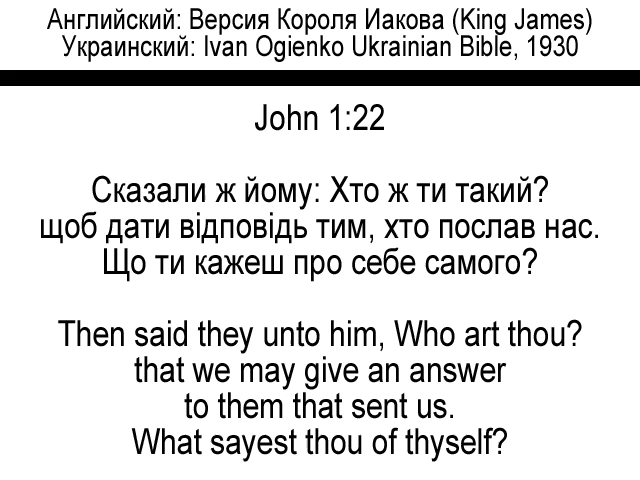 Английский: Версия Короля Иакова (King James)
Украинский: Ivan Ogienko Ukrainian Bible, 1930
John 1:22
Сказали ж йому: Хто ж ти такий?
щоб дати відповідь тим, хто послав нас.
Що ти кажеш про себе самого?
Then said they unto him, Who art thou?
that we may give an answer
to them that sent us.
What sayest thou of thyself?